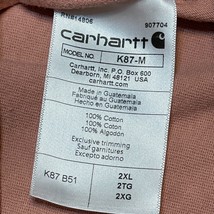 RN#14806
907704
carhartt
MODEL NO. K87-M
Carhartt, Inc. P.O. BOX 600
Dearborn, MI 48121 USA
carhartt.com
Made in Guatemala
Fabriqué au Guatemala
Hecho en Guatemala
100% Cotton
100% Coton
100% Algodón
Exclusive trimming
Sauf garnitures
Excepto adorno
K87 B51
2XL
2TG
2XG